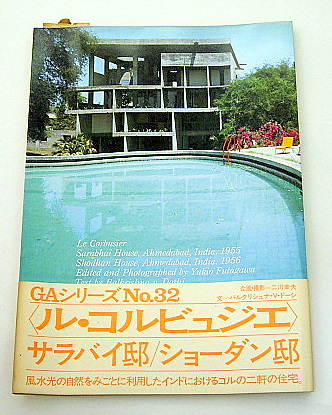 Le Corbusier
Sarabhai House, Ahmedabad, India. 1955
Shodhan House, Ahmedabad, India. 1956
Edited and Photographed by Yukio Futagawa
Text by Balkrishna V. Doshi
GAシリーズNo.32
企画・撮影＝二川幸夫
文＝バルクリシュナ・V・ドーシ
〈ル・コルビュジエ〉
サラバイ邸/ショーダン邸
風水光の自然をみごとに利用したインドにおけるコルの二軒の住宅。